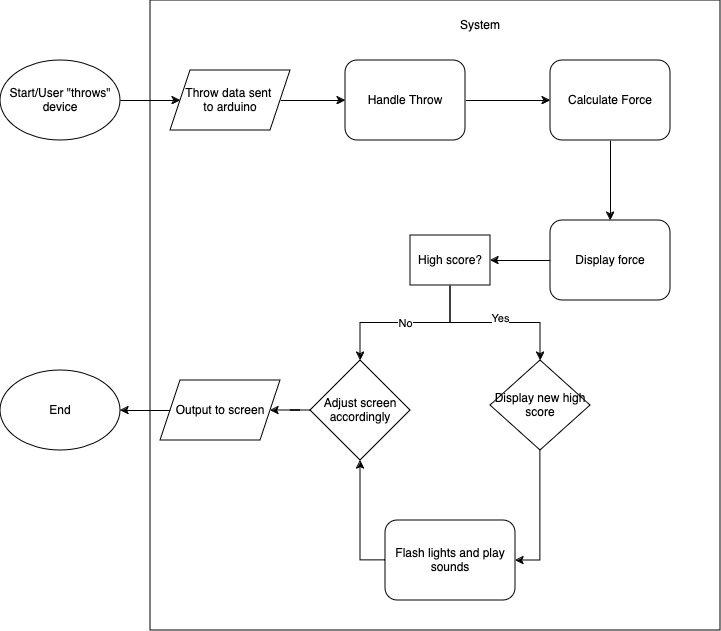 System
Start/User "throws"
device
Throw data sent
to arduino
Handle Throw
Calculate Force
High score?
Display force
No
Yes
End
Output to screen
Adjust screen
accordingly
Display new high
score
Flash lights and play
sounds